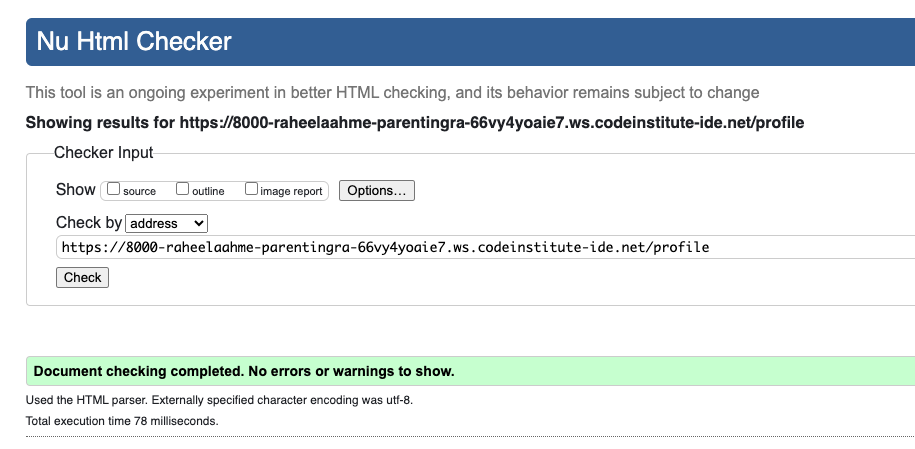 Nu Html Checker
This tool is an ongoing experiment in better HTML checking, and its behavior remains subject to change
Showing results for https://8000-raheelaahme-parentingra-66vy4yoaie7.ws.codeinstitute-ide.net/profile
Checker Input
Show source outline image report Options...
Check by address
https://8000-raheelaahme-parentingra-66vy4yoaie7.ws.codeinstitute-ide.net/profile
Check
Document checking completed. No errors or warnings to show.
Used the HTML parser. Externally specified character encoding was utf-8.
Total execution time 78 milliseconds.